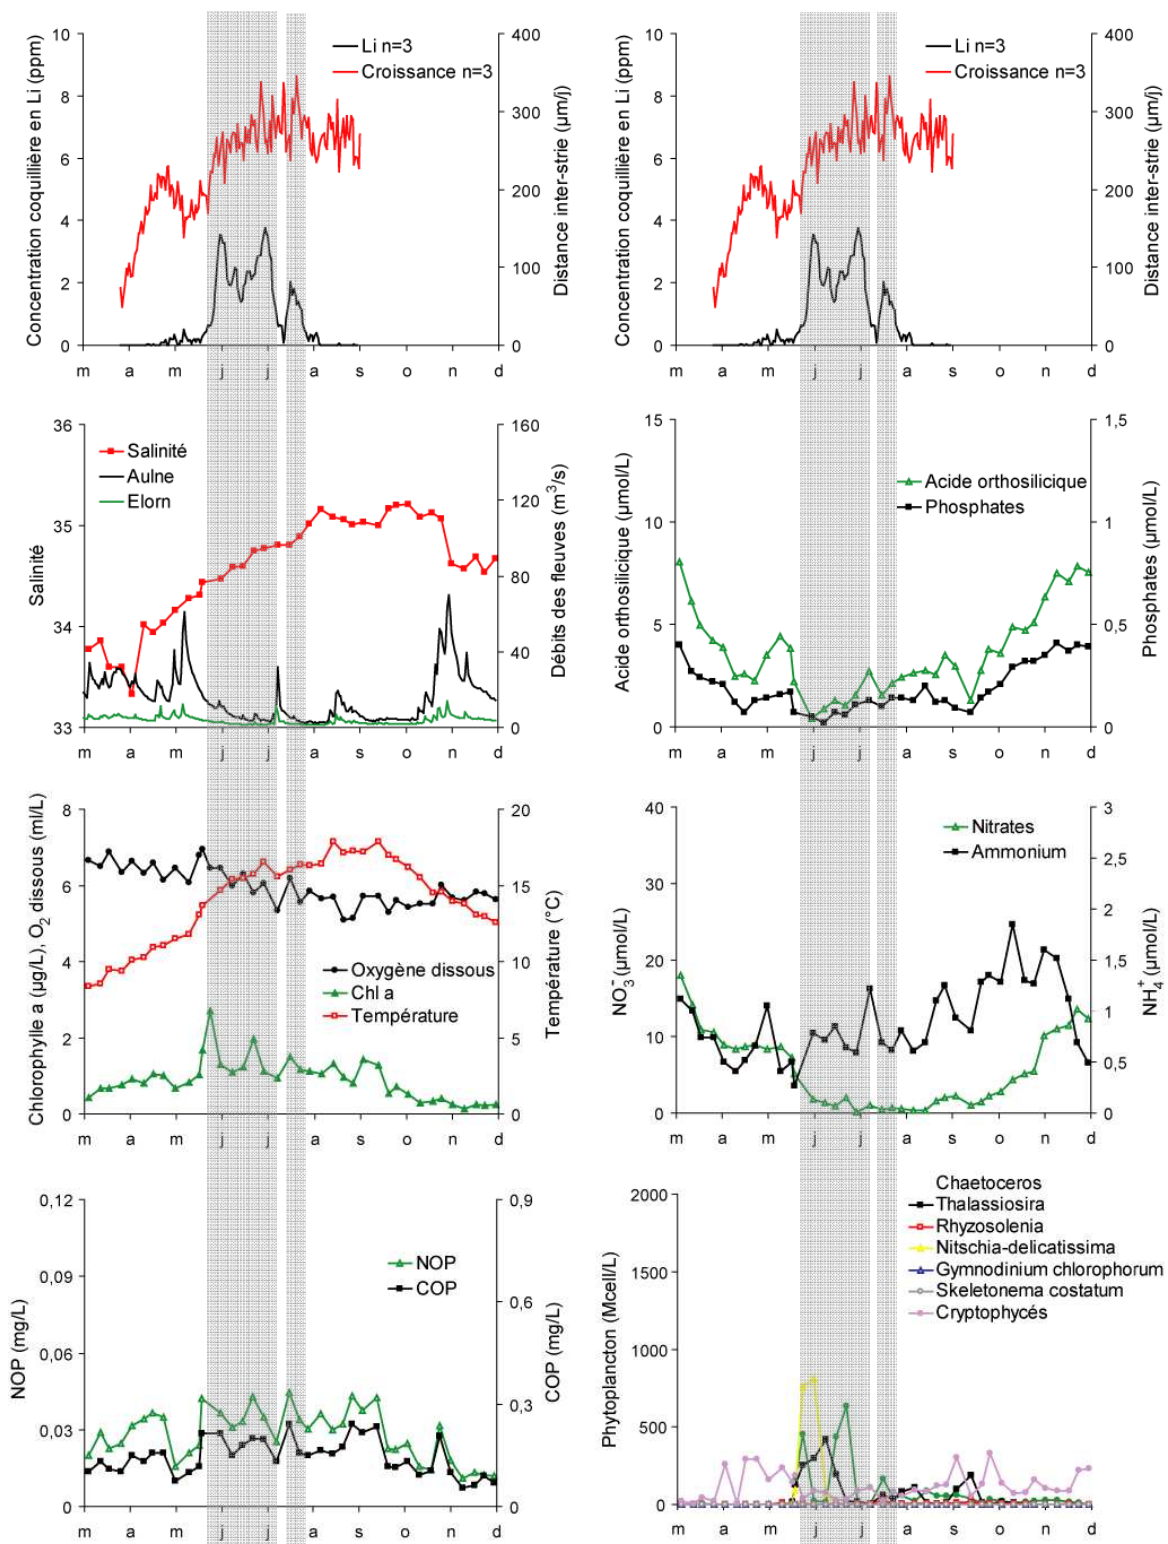 Concentration coquillière en Li (ppm)
10
8
6
4
2
0
Li n=3
Croissance n=3
400
300
200
100
0
Distance inter-strie (µm/j)
m a m j j a s o n d
Concentration coquillière en Li (ppm)
10
8
6
4
2
0
Li n=3
Croissance n=3
400
300
200
100
0
Distance inter-strie (µm/j)
m a m j j a s o n d
Salinité
36
35
34
33
Salinité
Aulne
Elorn
160
120
80
40
0
Débits des fleuves (m³/s)
m a m j j a s o n d
Acide orthosilicique (µmol/L)
15
10
5
0
Acide orthosilicique
Phosphates
1,5
1
0,5
0
Phosphates (µmol/L)
m a m j j a s o n d
Chlorophylle a (µg/L), O₂ dissous (ml/L)
8
6
4
2
0
Oxygène dissous
Chl a
Température
20
15
10
5
0
Température (°C)
m a m j j a s o n d
NO₃⁻ (µmol/L)
40
30
20
10
0
Nitrates
Ammonium
3
2,5
2
1,5
1
0,5
0
NH₄⁺ (µmol/L)
m a m j j a s o n d
NOP (mg/L)
0,12
0,09
0,06
0,03
0
NOP
COP
0,9
0,6
0,3
0
COP (mg/L)
m a m j j a s o n d
Phytoplancton (Mcell/L)
2000
1500
1000
500
0
Chaetoceros
Thalassiosira
Rhyzosolenia
Nitschia-delicatissima
Gymnodinium chlorophorum
Skeletonema costatum
Cryptophycés
m a m j j a s o n d